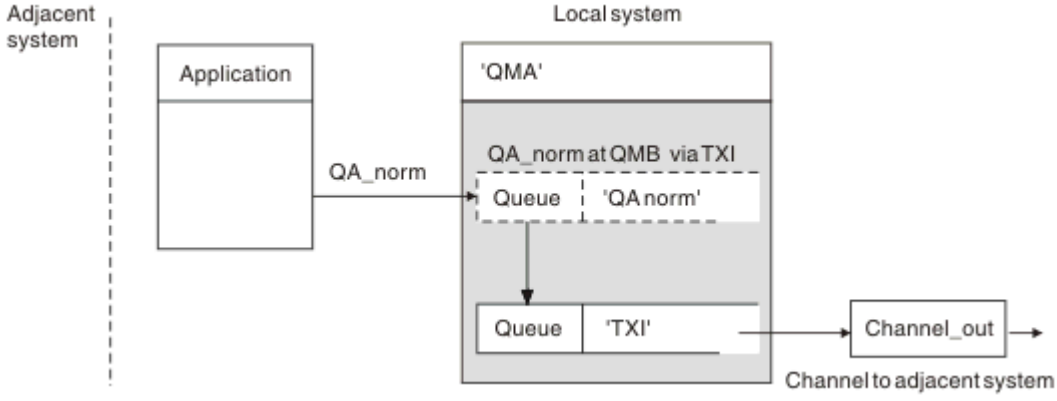 Adjacent
system
Local system
Application
'QMA'
QA_norm at QMB via TXI
QA_norm
Queue 'QA norm'
Queue 'TXI'
Channel_out
Channel to adjacent system